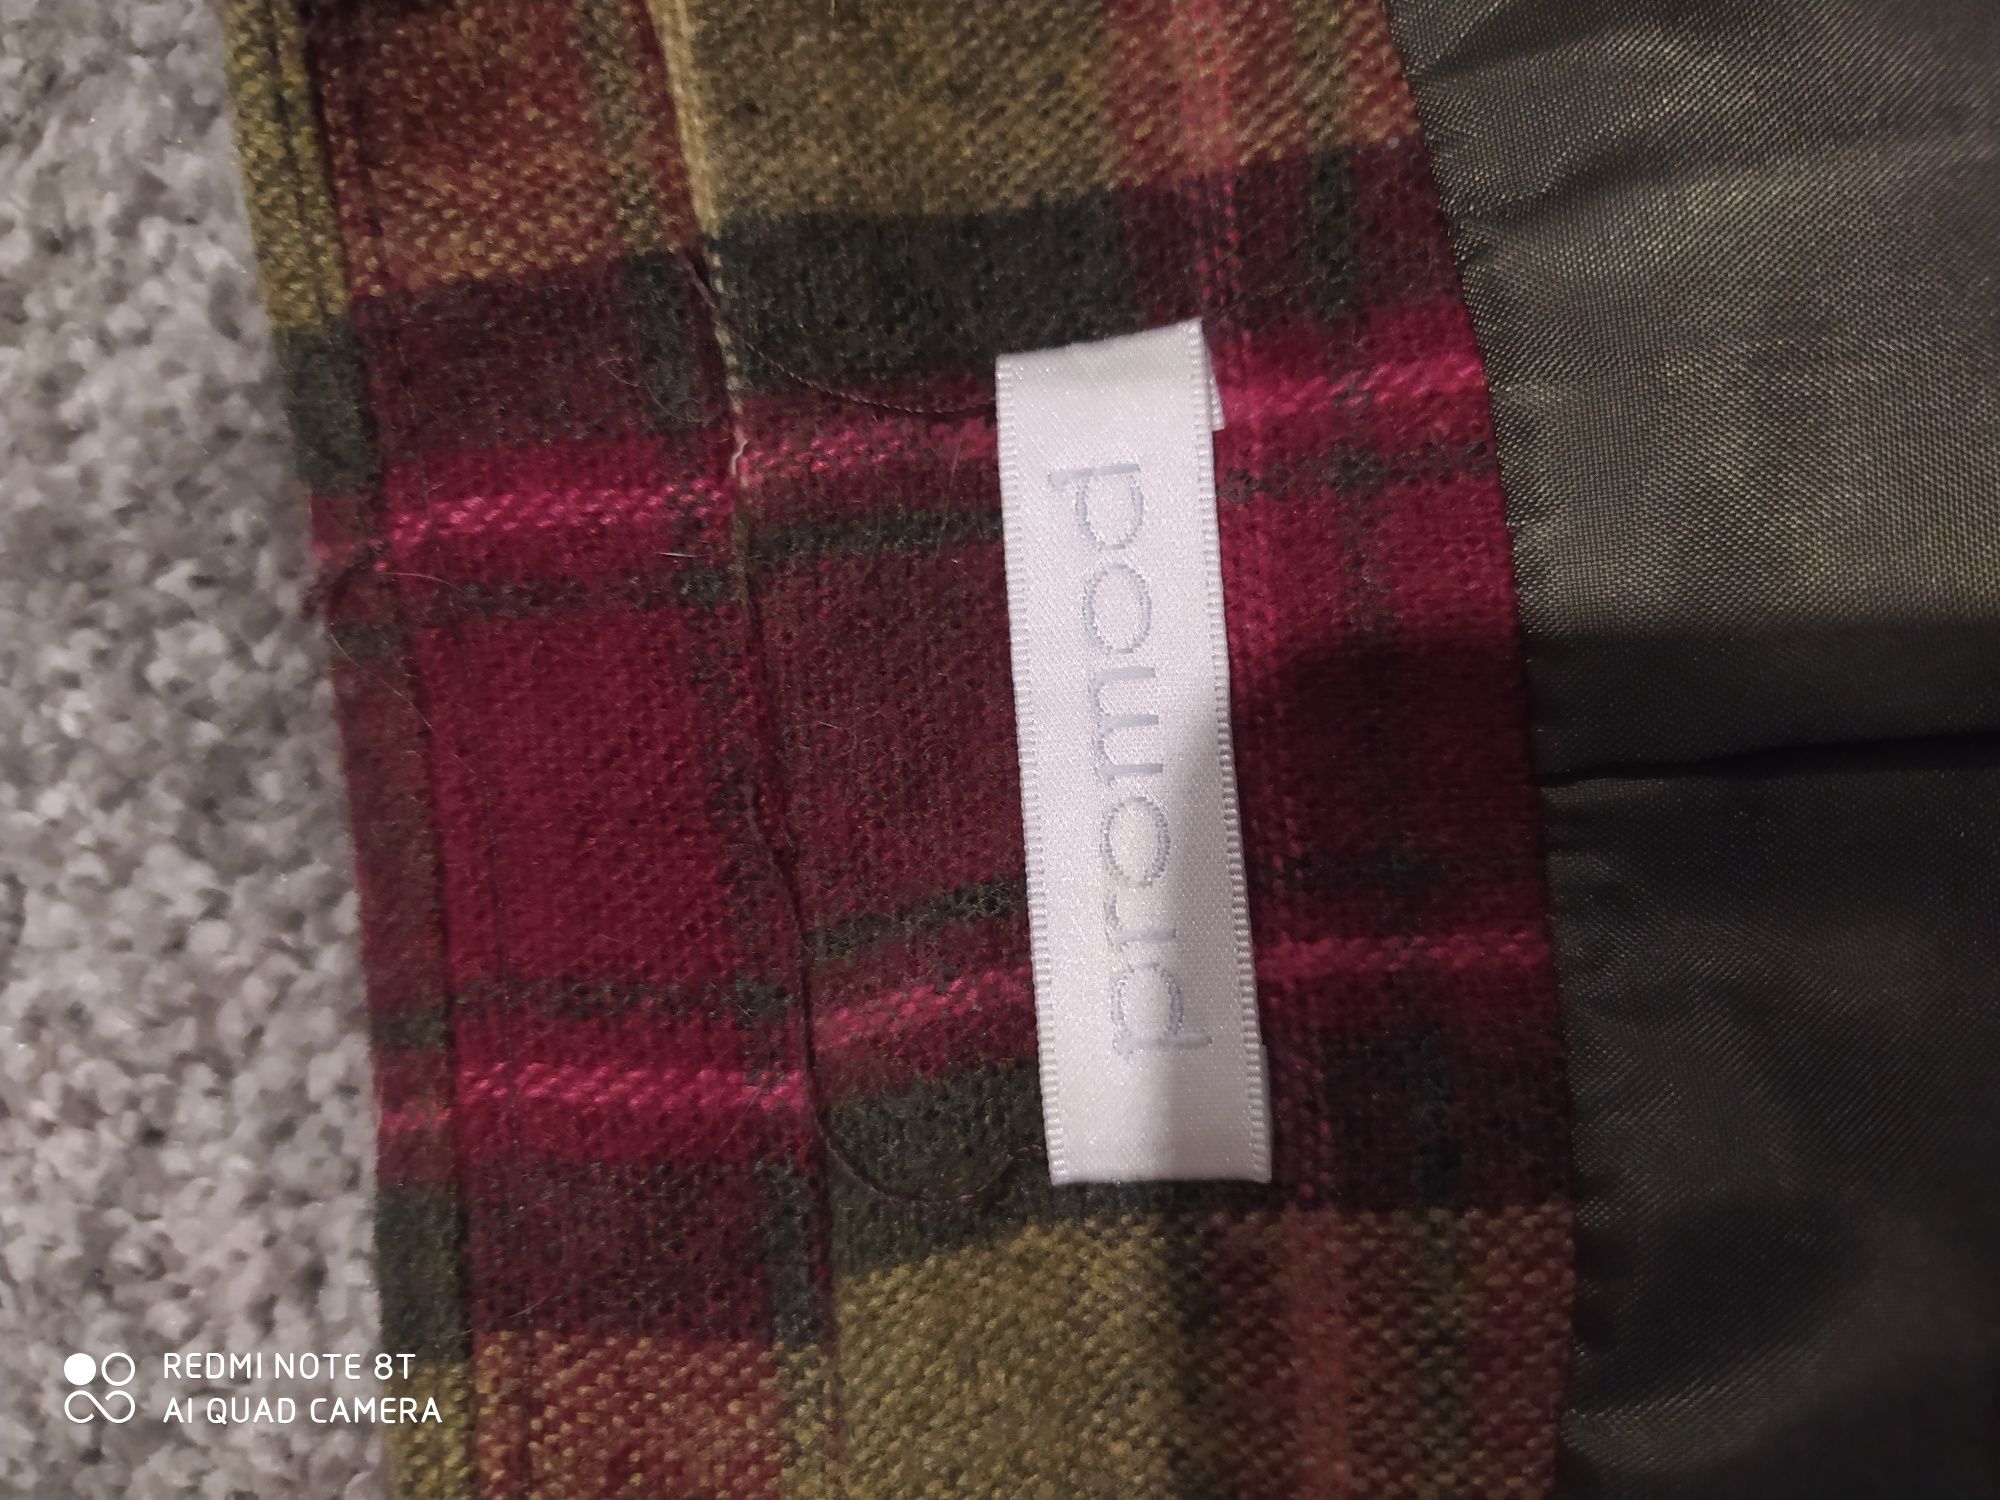 promod
REDMI NOTE 8T
AI QUAD CAMERA